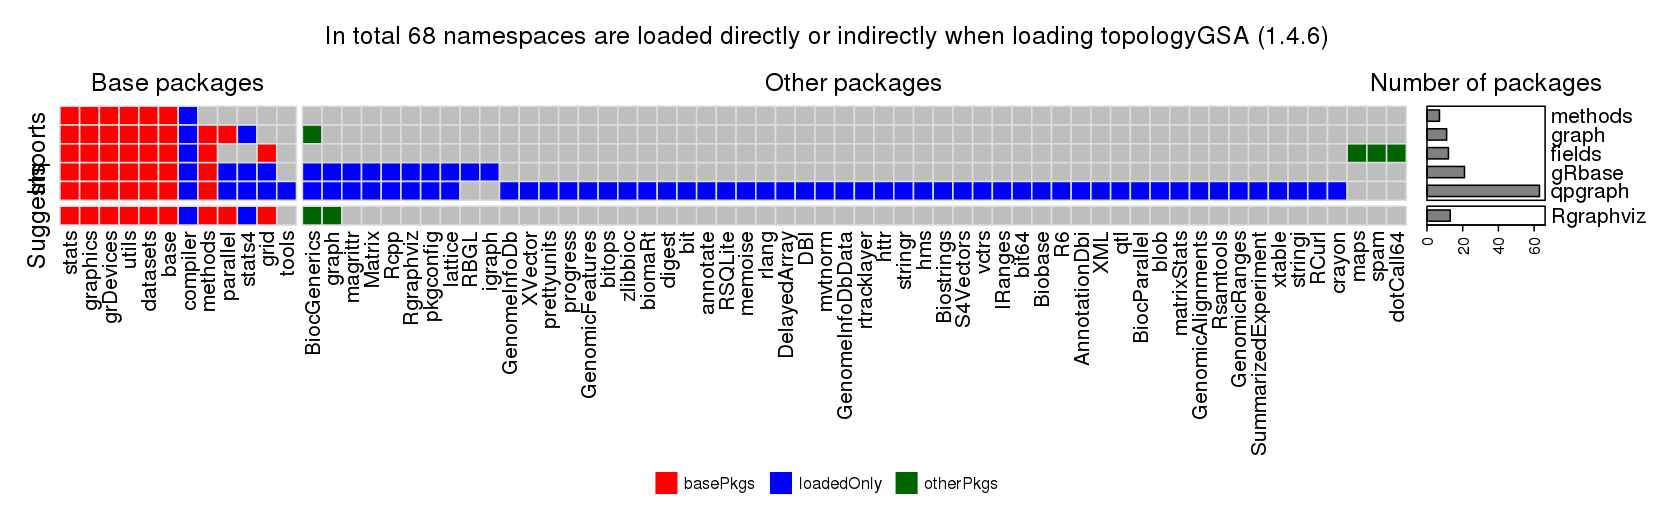 In total 68 namespaces are loaded directly or indirectly when loading topologyGSA (1.4.6)
Base packages
Other packages
Number of packages
Imports
Suggests
methods
graph
fields
gRbase
qpgraph
Rgraphviz
0
20
40
60
stats
graphics
grDevices
utils
datasets
base
compiler
methods
parallel
stats4
grid
tools
BiocGenerics
graph
magrittr
Matrix
Rcpp
Rgraphviz
pkgconfig
lattice
RBGL
igraph
GenomeInfoDb
XVector
prettyunits
progress
GenomicFeatures
bitops
zlibbioc
biomaRt
digest
bit
annotate
RSQLite
memoise
rlang
DelayedArray
DBI
mvtnorm
GenomeInfoDbData
rtracklayer
httr
stringr
hms
Biostrings
S4Vectors
vctrs
IRanges
bit64
Biobase
R6
AnnotationDbi
XML
qtl
BiocParallel
blob
matrixStats
GenomicAlignments
Rsamtools
GenomicRanges
SummarizedExperiment
xtable
stringi
RCurl
crayon
maps
spam
dotCall64
basePkgs
loadedOnly
otherPkgs